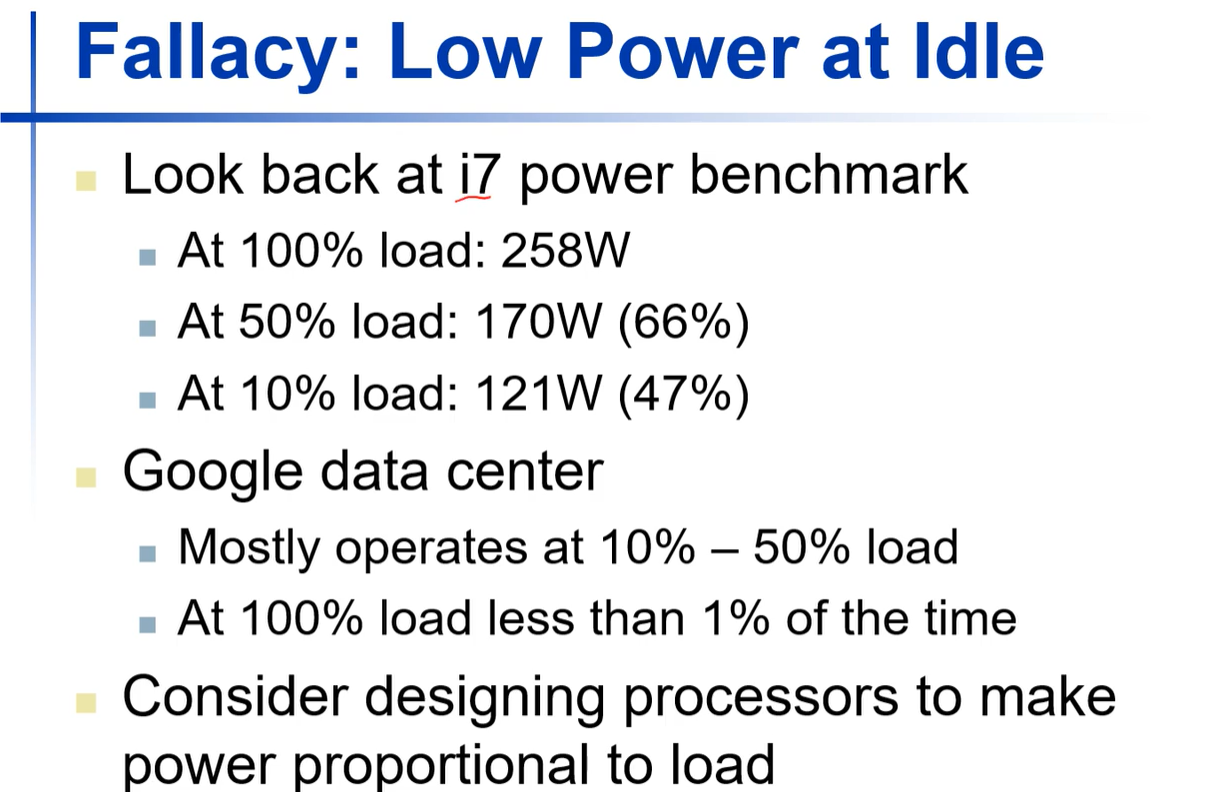 Fallacy: Low Power at Idle
Look back at i7 power benchmark
At 100% load: 258W
At 50% load: 170W (66%)
At 10% load: 121W (47%)
Google data center
Mostly operates at 10% – 50% load
At 100% load less than 1% of the time
Consider designing processors to make
power proportional to load